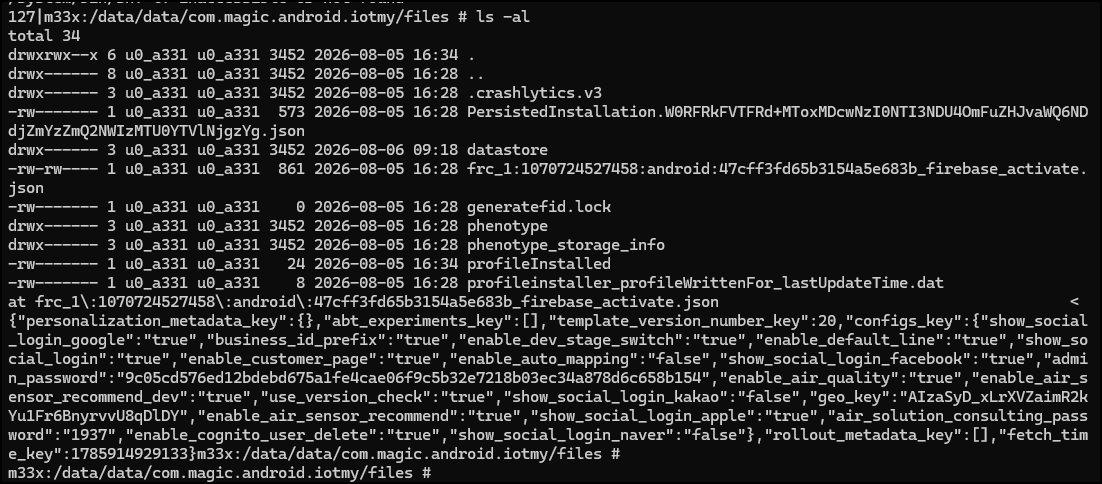 127|m33x:/data/data/com.magic.android.iotmy/files # ls -al
total 34
drwxrwx--x 6 u0_a331 u0_a331 3452 2026-08-05 16:34 .
drwx------ 8 u0_a331 u0_a331 3452 2026-08-05 16:28 ..
drwx------ 3 u0_a331 u0_a331 3452 2026-08-05 16:28 .crashlytics.v3
-rw------- 1 u0_a331 u0_a331  573 2026-08-05 16:28 PersistedInstallation.W0RFRkFVTFRd+MToxMDcwNzI0NTI3NDU4OmFuZHJvaWQ6ND
djZmYzZmQ2NWIzMTU0YTVlNjgzYg.json
drwx------ 3 u0_a331 u0_a331 3452 2026-08-06 09:18 datastore
-rw-rw---- 1 u0_a331 u0_a331  861 2026-08-05 16:28 frc_1:1070724527458:android:47cff3fd65b3154a5e683b_firebase_activate.
json
-rw------- 1 u0_a331 u0_a331    0 2026-08-05 16:28 generatefid.lock
drwx------ 3 u0_a331 u0_a331 3452 2026-08-05 16:28 phenotype
drwx------ 3 u0_a331 u0_a331 3452 2026-08-05 16:28 phenotype_storage_info
-rw------- 1 u0_a331 u0_a331   24 2026-08-05 16:34 profileInstalled
-rw------- 1 u0_a331 u0_a331    8 2026-08-05 16:28 profileinstaller_profileWrittenFor_lastUpdateTime.dat
at frc_1\:1070724527458\:android\:47cff3fd65b3154a5e683b_firebase_activate.json <
{"personalization_metadata_key":{},"abt_experiments_key":[],"template_version_number_key":20,"configs_key":{"show_social
_login_google":"true","business_id_prefix":"true","enable_dev_stage_switch":"true","enable_default_line":"true","show_so
cial_login":"true","enable_customer_page":"true","enable_auto_mapping":"false","show_social_login_facebook":"true","admi
n_password":"9c05cd576ed12bdebd675a1fe4cae06f9c5b32e7218b03ec34a878d6c658b154","enable_air_quality":"true","enable_air_s
ensor_recommend_dev":"true","use_version_check":"true","show_social_login_kakao":"false","geo_key":"AIzaSyD_xLrXVZaimR2k
Yu1Fr6BnyrvvU8qDlDY","enable_air_sensor_recommend":"true","show_social_login_apple":"true","air_solution_consulting_pass
word":"1937","enable_cognito_user_delete":"true","show_social_login_naver":"false"},"rollout_metadata_key":[],"fetch_tim
e_key":1785914929133}m33x:/data/data/com.magic.android.iotmy/files #
m33x:/data/data/com.magic.android.iotmy/files #